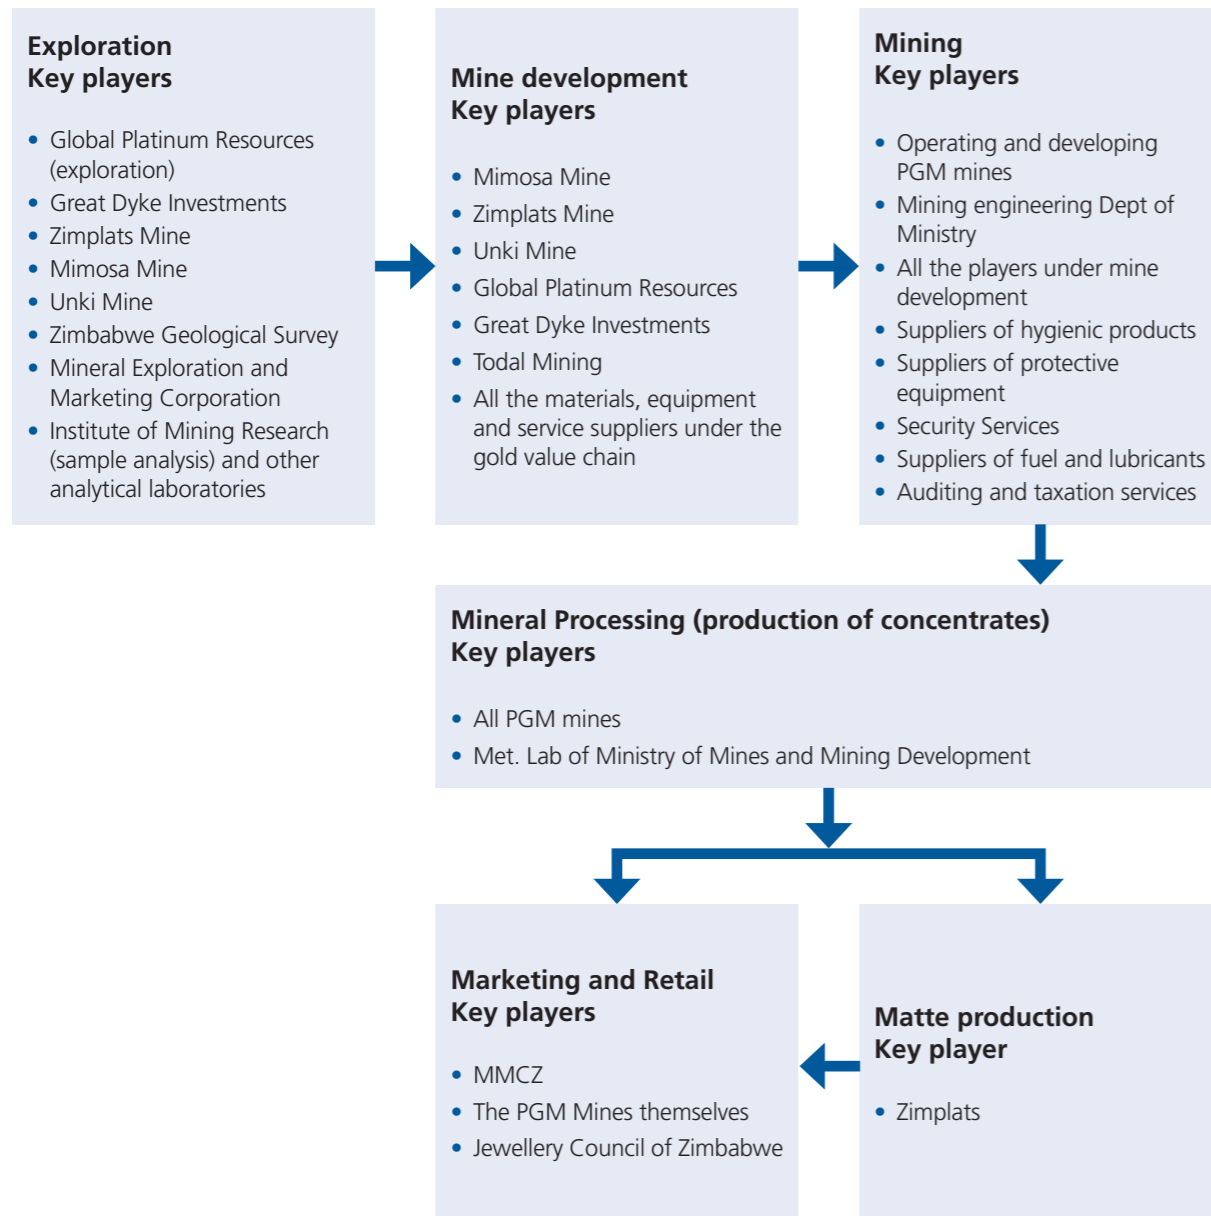 Exploration
Key players
• Global Platinum Resources
(exploration)
• Great Dyke Investments
• Zimplats Mine
• Mimosa Mine
• Unki Mine
• Zimbabwe Geological Survey
• Mineral Exploration and
Marketing Corporation
• Institute of Mining Research
(sample analysis) and other
analytical laboratories
Mine development
Key players
• Mimosa Mine
• Zimplats Mine
• Unki Mine
• Global Platinum Resources
• Great Dyke Investments
• Todal Mining
• All the materials, equipment
and service suppliers under the
gold value chain
Mining
Key players
• Operating and developing
PGM mines
• Mining engineering Dept of
Ministry
• All the players under mine
development
• Suppliers of hygienic products
• Suppliers of protective
equipment
• Security Services
• Suppliers of fuel and lubricants
• Auditing and taxation services
Mineral Processing (production of concentrates)
Key players
• All PGM mines
• Met. Lab of Ministry of Mines and Mining Development
Marketing and Retail
Key players
• MMCZ
• The PGM Mines themselves
• Jewellery Council of Zimbabwe
Matte production
Key player
• Zimplats